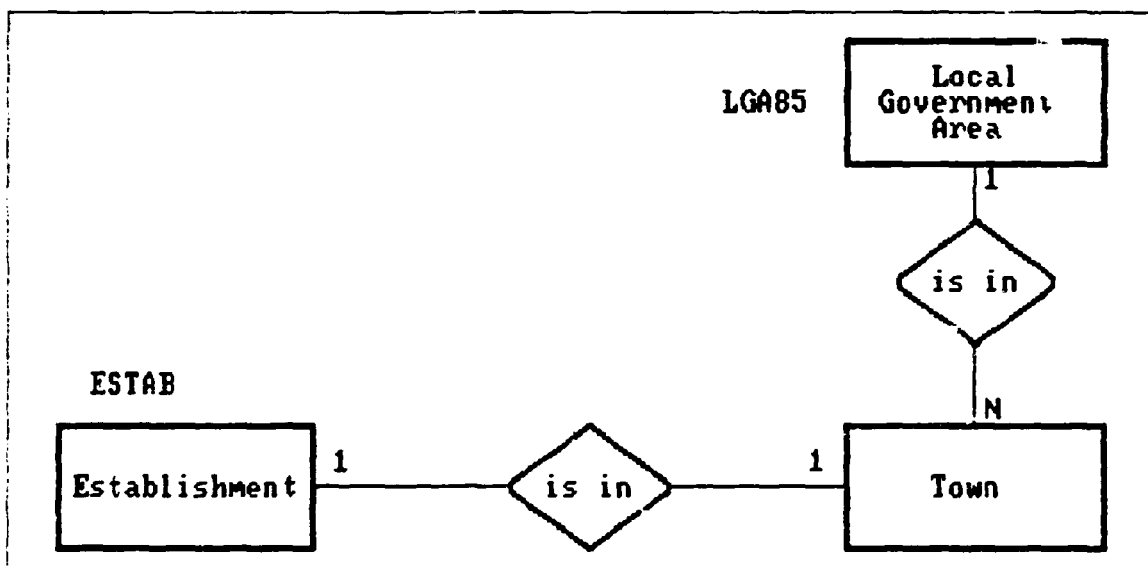 Local
Government
Area
LGA85
1
is in
N
ESTAB
Establishment
1
is in
1
Town